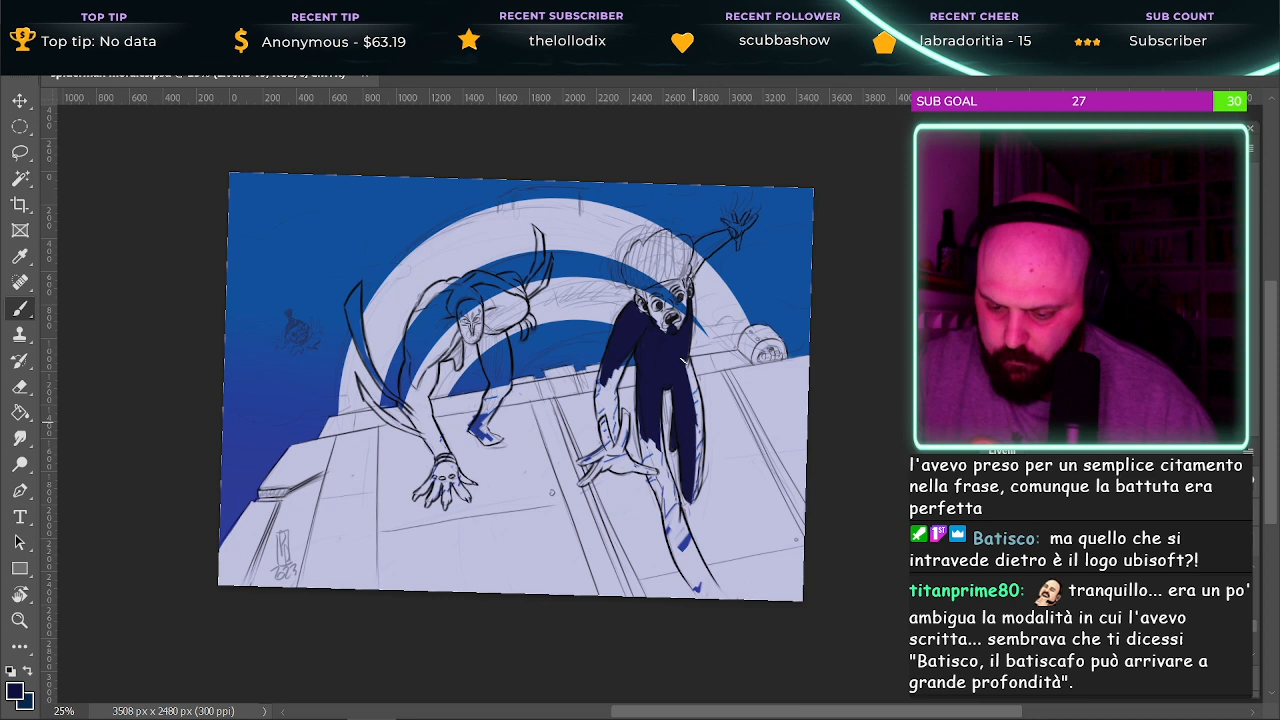 TOP TIP
Top tip: No data
RECENT TIP
Anonymous - $63.19
RECENT SUBSCRIBER
thelollodix
RECENT FOLLOWER
scubbashow
RECENT CHEER
labradoritia - 15
SUB COUNT
Subscriber
1000 800 600 400 200 0 200 400 600 800 1000 1200 1400 1600 1800 2000 2200 2400 2600 2800 3000 3200 3400 3600 3800
SUB GOAL 27 30
l'avevo preso per un semplice citamento
nella frase, comunque la battuta era
perfetta
Batisco: ma quello che si
intravede dietro è il logo ubisoft?!
titanprime80: tranquillo... era un po'
ambigua la modalità in cui l'avevo
scritta... sembrava che ti dicessi
"Batisco, il batiscafo può arrivare a
grande profondità".
2023
25% 3508 px x 2480 px (300 ppi)